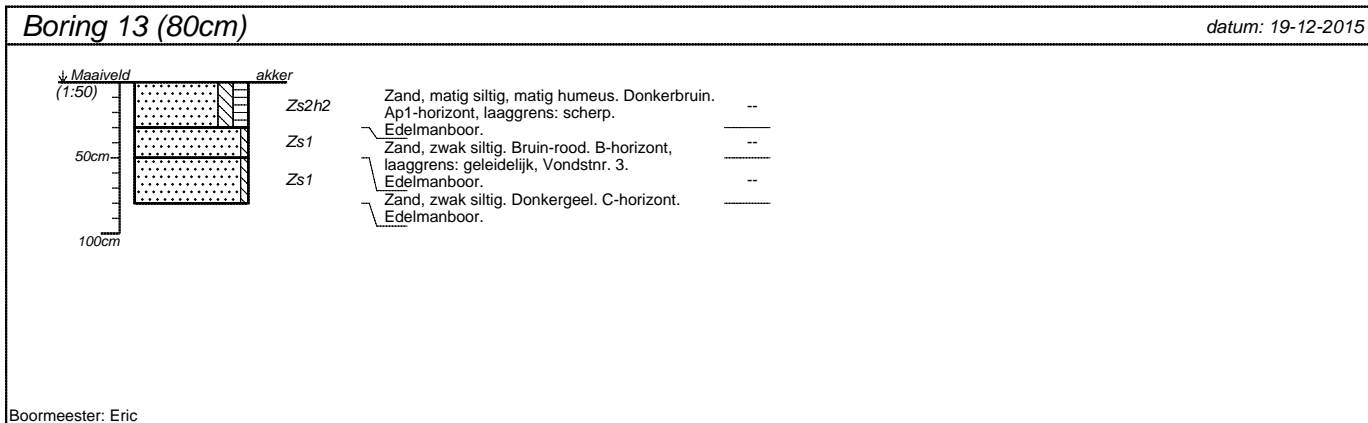 Boring 13 (80cm)
datum: 19-12-2015
Maaiveld
akker
(1:50)
Zs2h2
Zand, matig siltig, matig humeus. Donkerbruin.
Ap1-horizont, laaggrens: scherp.
Edelmanboor.
--
Zs1
Zand, zwak siltig. Bruin-rood. B-horizont,
laaggrens: geleidelijk, Vondstnr. 3.
Edelmanboor.
--
50cm
Zs1
Zand, zwak siltig. Donkergeel. C-horizont.
Edelmanboor.
--
100cm
Boormeester: Eric